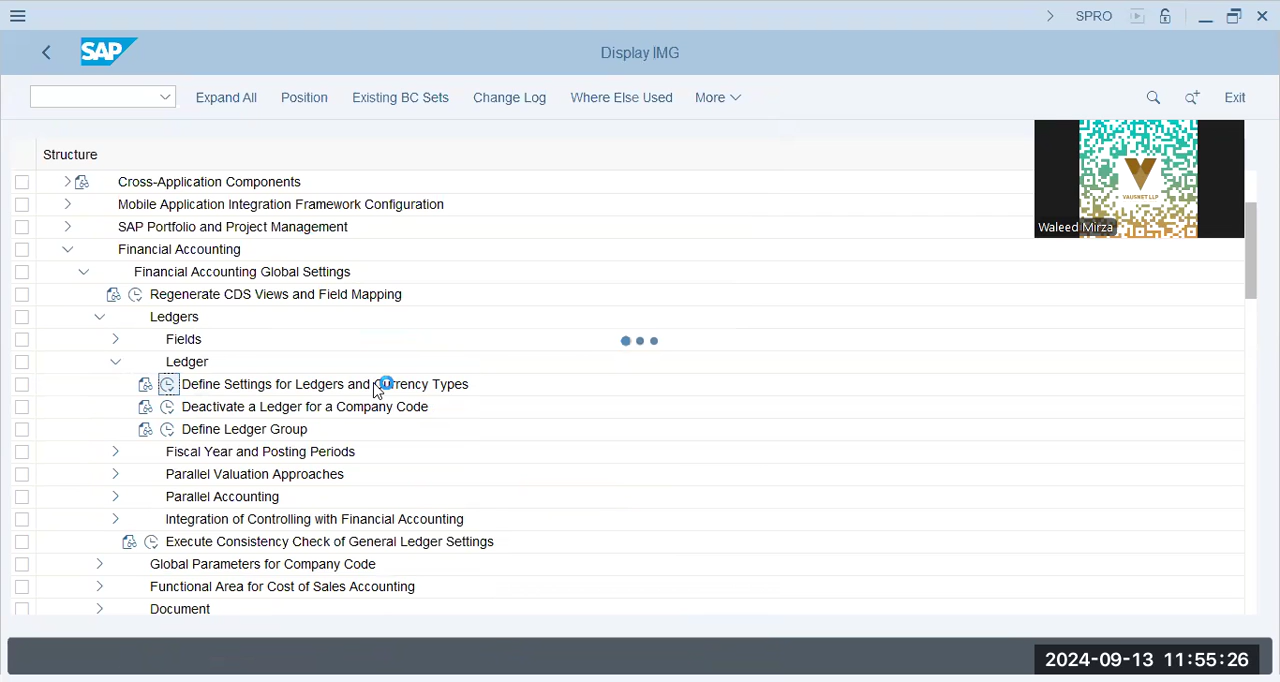 SPRO
SAP
Display IMG
Expand All
Position
Existing BC Sets
Change Log
Where Else Used
More
Exit
Structure
Cross-Application Components
Mobile Application Integration Framework Configuration
SAP Portfolio and Project Management
Financial Accounting
Financial Accounting Global Settings
Regenerate CDS Views and Field Mapping
Ledgers
Fields
Ledger
Define Settings for Ledgers and Currency Types
Deactivate a Ledger for a Company Code
Define Ledger Group
Fiscal Year and Posting Periods
Parallel Valuation Approaches
Parallel Accounting
Integration of Controlling with Financial Accounting
Execute Consistency Check of General Ledger Settings
Global Parameters for Company Code
Functional Area for Cost of Sales Accounting
Document
VAUSNET LLP
Waleed Mirza
2024-09-13 11:55:26